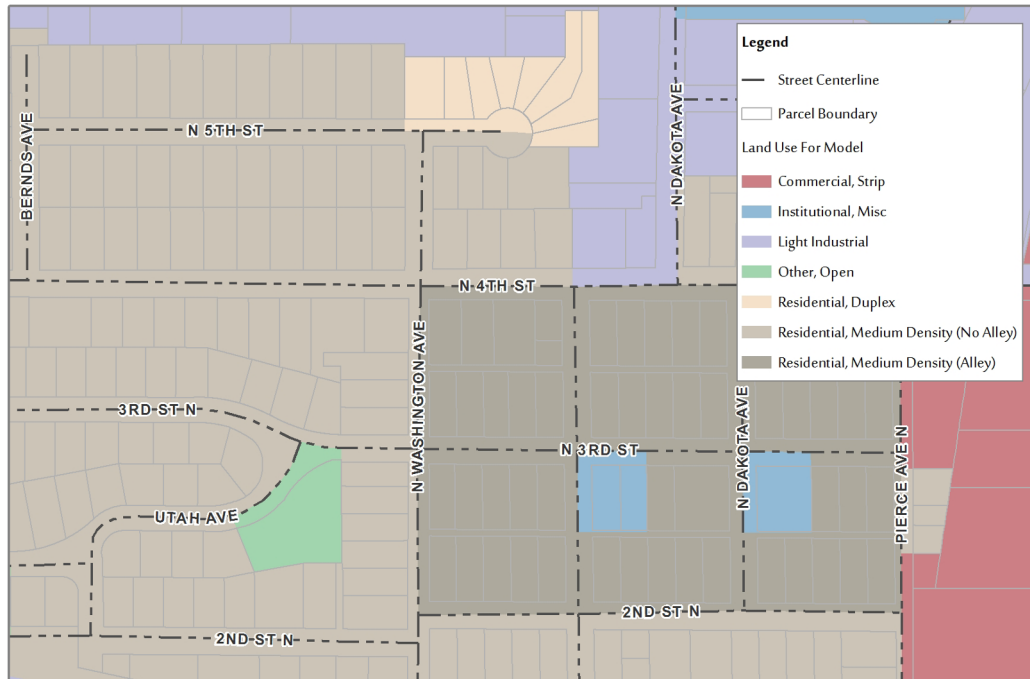 Legend
Street Centerline
Parcel Boundary
Land Use For Model
Commercial, Strip
Institutional, Misc
Light Industrial
Other, Open
Residential, Duplex
Residential, Medium Density (No Alley)
Residential, Medium Density (Alley)
BERNDS AVE
N 5TH ST
N DAKOTA AVE
N 4TH ST
N WASHINGTON AVE
3RD ST N
N 3RD ST
N DAKOTA AVE
PIERCE AVE N
UTAH AVE
2ND ST N
2ND ST N